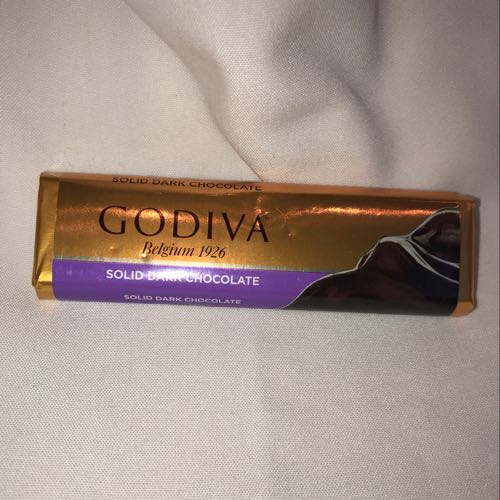 SOLID DARK CHOCOLATE
GODIVA
Belgium 1926
SOLID DARK CHOCOLATE
SOLID DARK CHOCOLATE